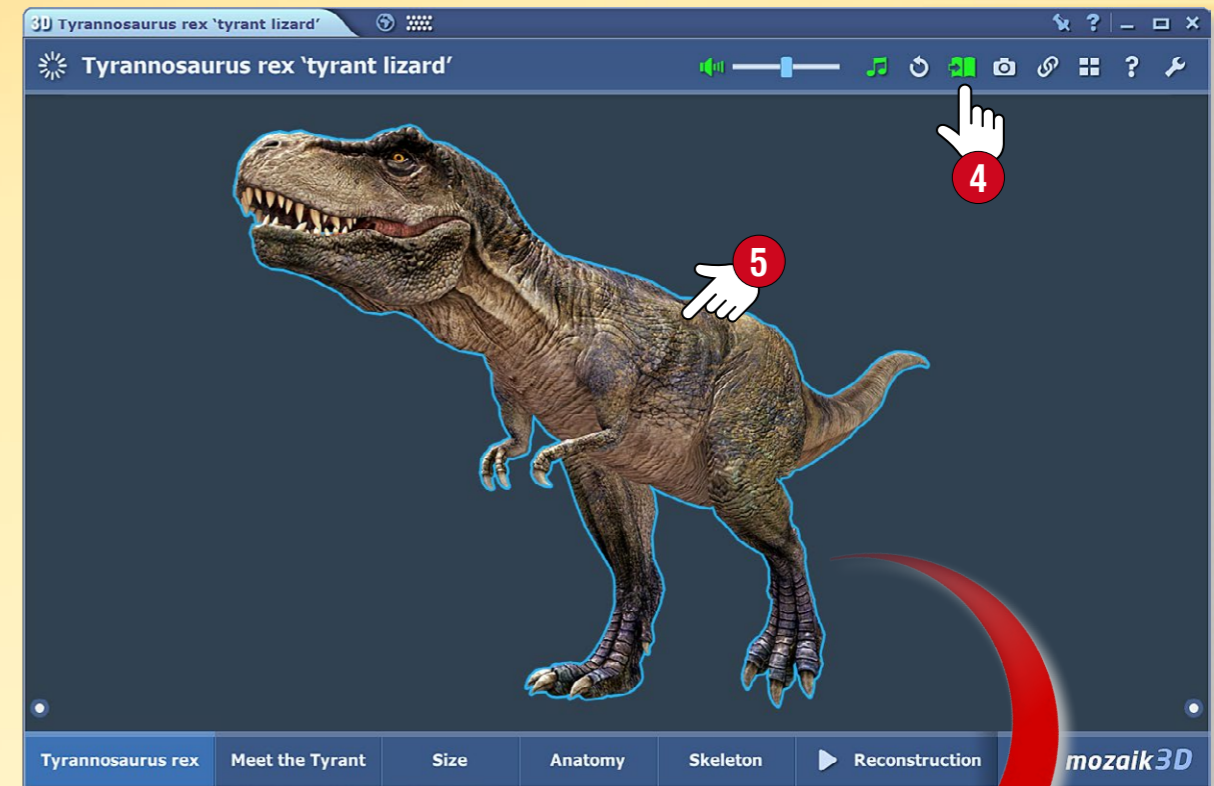 3D Tyrannosaurus rex ‘tyrant lizard’
Tyrannosaurus rex ‘tyrant lizard’
4
5
Tyrannosaurus rex Meet the Tyrant Size Anatomy Skeleton Reconstruction mozaik3D